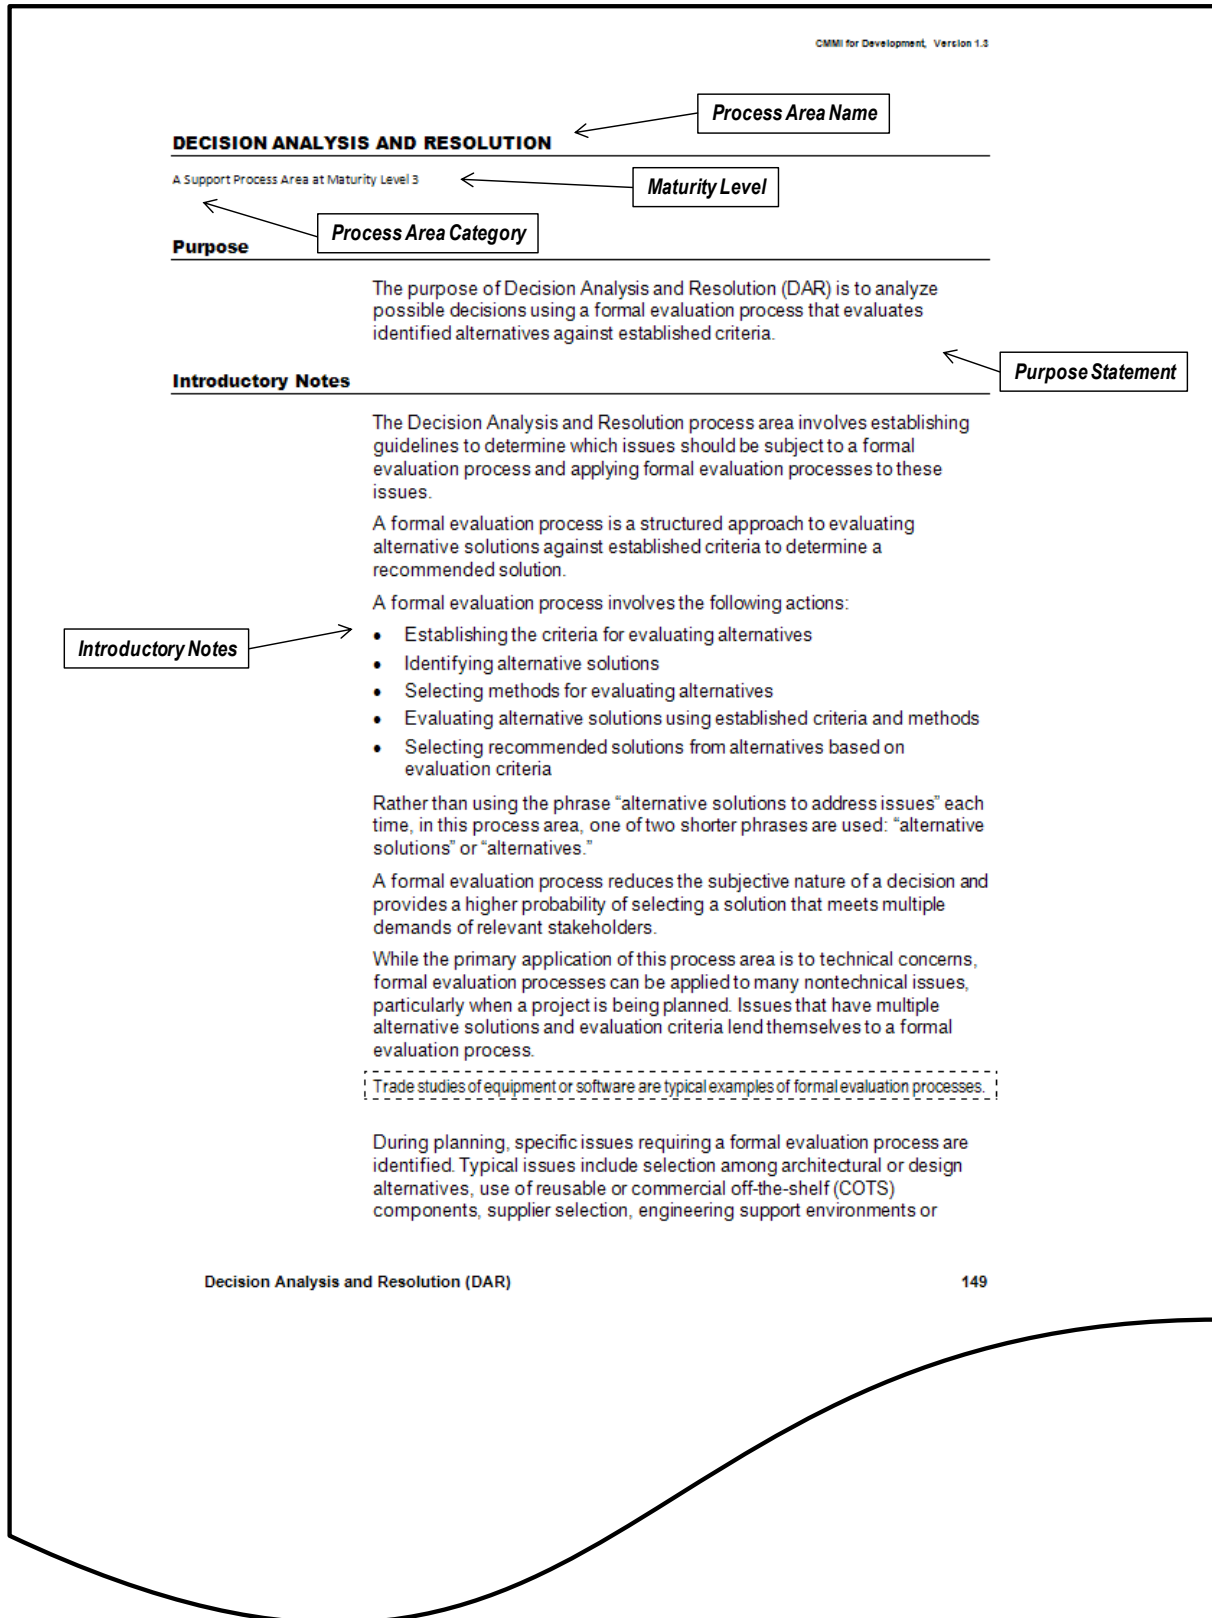 CMMI for Development, Version 1.3
Process Area Name
DECISION ANALYSIS AND RESOLUTION
A Support Process Area at Maturity Level 3
Maturity Level
Process Area Category
Purpose
The purpose of Decision Analysis and Resolution (DAR) is to analyze
possible decisions using a formal evaluation process that evaluates
identified alternatives against established criteria.
Purpose Statement
Introductory Notes
The Decision Analysis and Resolution process area involves establishing
guidelines to determine which issues should be subject to a formal
evaluation process and applying formal evaluation processes to these
issues.
A formal evaluation process is a structured approach to evaluating
alternative solutions against established criteria to determine a
recommended solution.
A formal evaluation process involves the following actions:
Introductory Notes
• Establishing the criteria for evaluating alternatives
• Identifying alternative solutions
• Selecting methods for evaluating alternatives
• Evaluating alternative solutions using established criteria and methods
• Selecting recommended solutions from alternatives based on
evaluation criteria
Rather than using the phrase “alternative solutions to address issues” each
time, in this process area, one of two shorter phrases are used: “alternative
solutions” or “alternatives.”
A formal evaluation process reduces the subjective nature of a decision and
provides a higher probability of selecting a solution that meets multiple
demands of relevant stakeholders.
While the primary application of this process area is to technical concerns,
formal evaluation processes can be applied to many nontechnical issues,
particularly when a project is being planned. Issues that have multiple
alternative solutions and evaluation criteria lend themselves to a formal
evaluation process.
Trade studies of equipment or software are typical examples of formal evaluation processes.
During planning, specific issues requiring a formal evaluation process are
identified. Typical issues include selection among architectural or design
alternatives, use of reusable or commercial off-the-shelf (COTS)
components, supplier selection, engineering support environments or
Decision Analysis and Resolution (DAR) 149